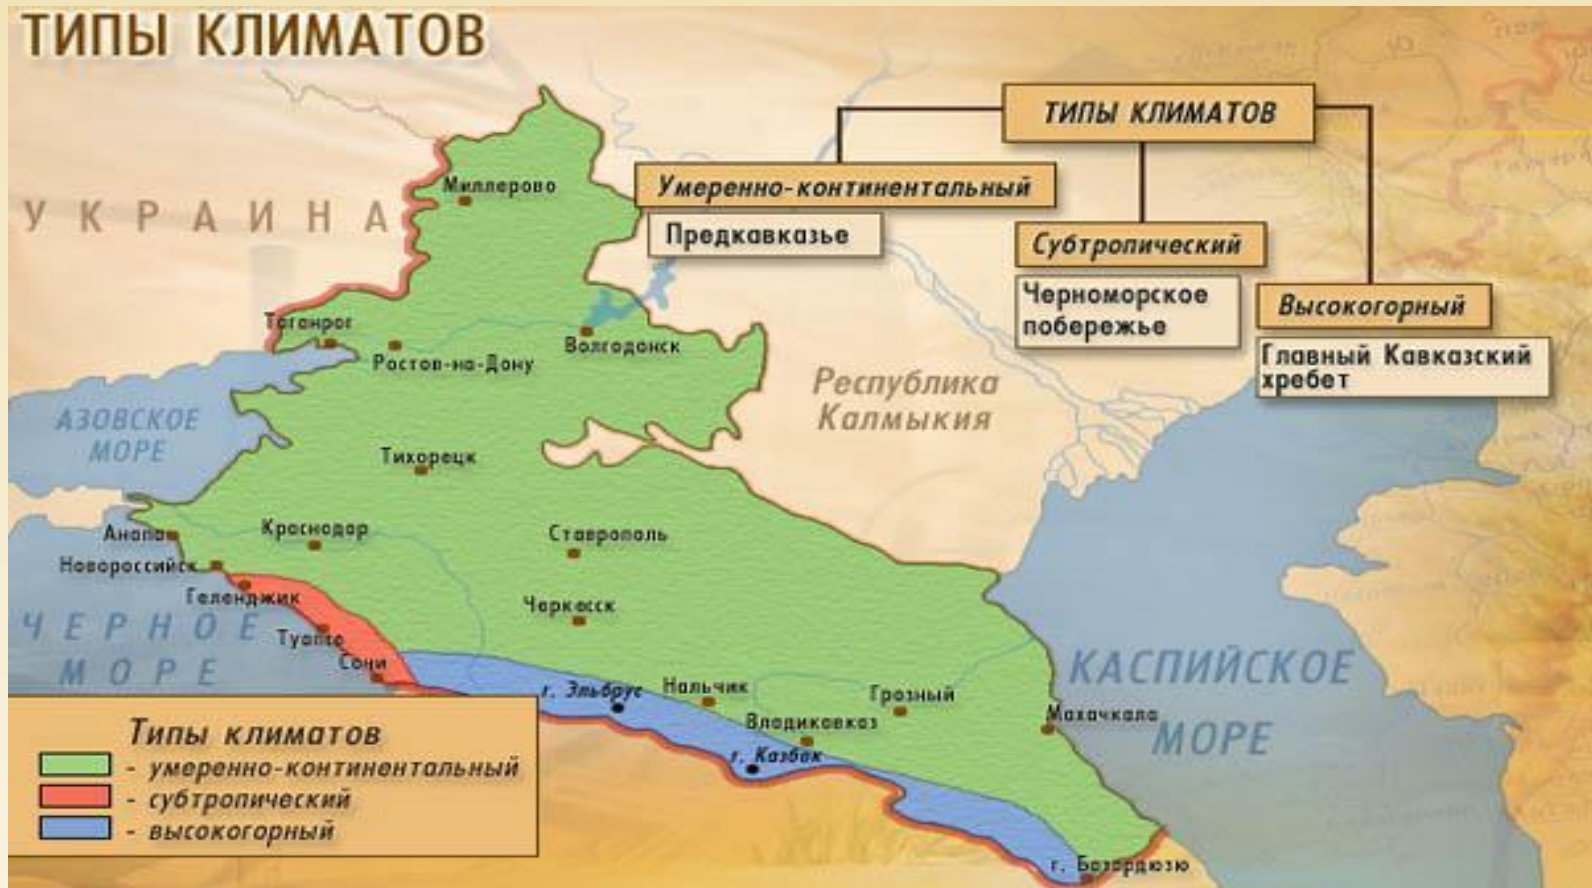 ТИПЫ КЛИМАТОВ
ТИПЫ КЛИМАТОВ
Умеренно-континентальный
Предкавказье
Субтропический
Черноморское
побережье
Высокогорный
Главный Кавказский
хребет
УКРАИНА
Миллерово
Таганрог
Ростов-на-Дону
Волгодонск
Республика
Калмыкия
АЗОВСКОЕ
МОРЕ
Тихорецк
Анапа
Краснодар
Ставрополь
Новороссийск
Геленджик
Черкесск
ЧЕРНОЕ
МОРЕ
Туапсе
Сочи
г. Эльбрус
Нальчик
Грозный
Владикавказ
г. Казбек
Махачкала
КАСПИЙСКОЕ
МОРЕ
г. Базардюзю
Типы климатов
- умеренно-континентальный
- субтропический
- высокогорный